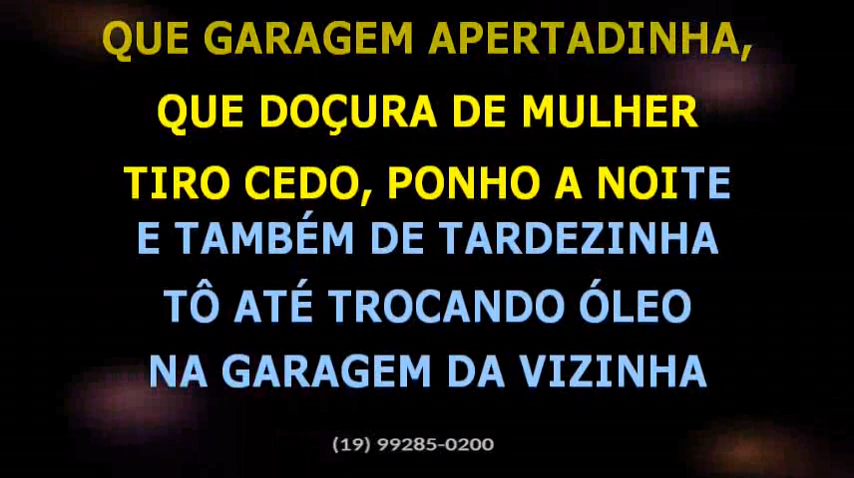 QUE GARAGEM APERTADINHA,
QUE DOÇURA DE MULHER
TIRO CEDO, PONHO A NOITE
E TAMBÉM DE TARDEZINHA
TÔ ATÉ TROCANDO ÓLEO
NA GARAGEM DA VIZINHA
(19) 99285-0200